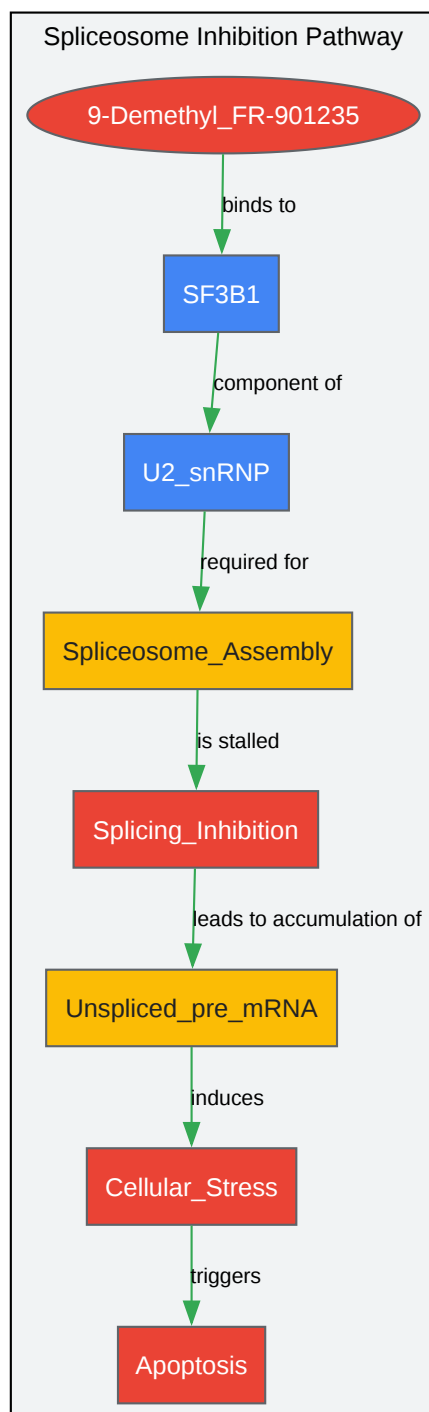 Spliceosome Inhibition Pathway
9-Demethyl_FR-901235
binds to
SF3B1
component of
U2_snRNP
required for
Spliceosome_Assembly
is stalled
Splicing_Inhibition
leads to accumulation of
Unspliced_pre_mRNA
induces
Cellular_Stress
triggers
Apoptosis